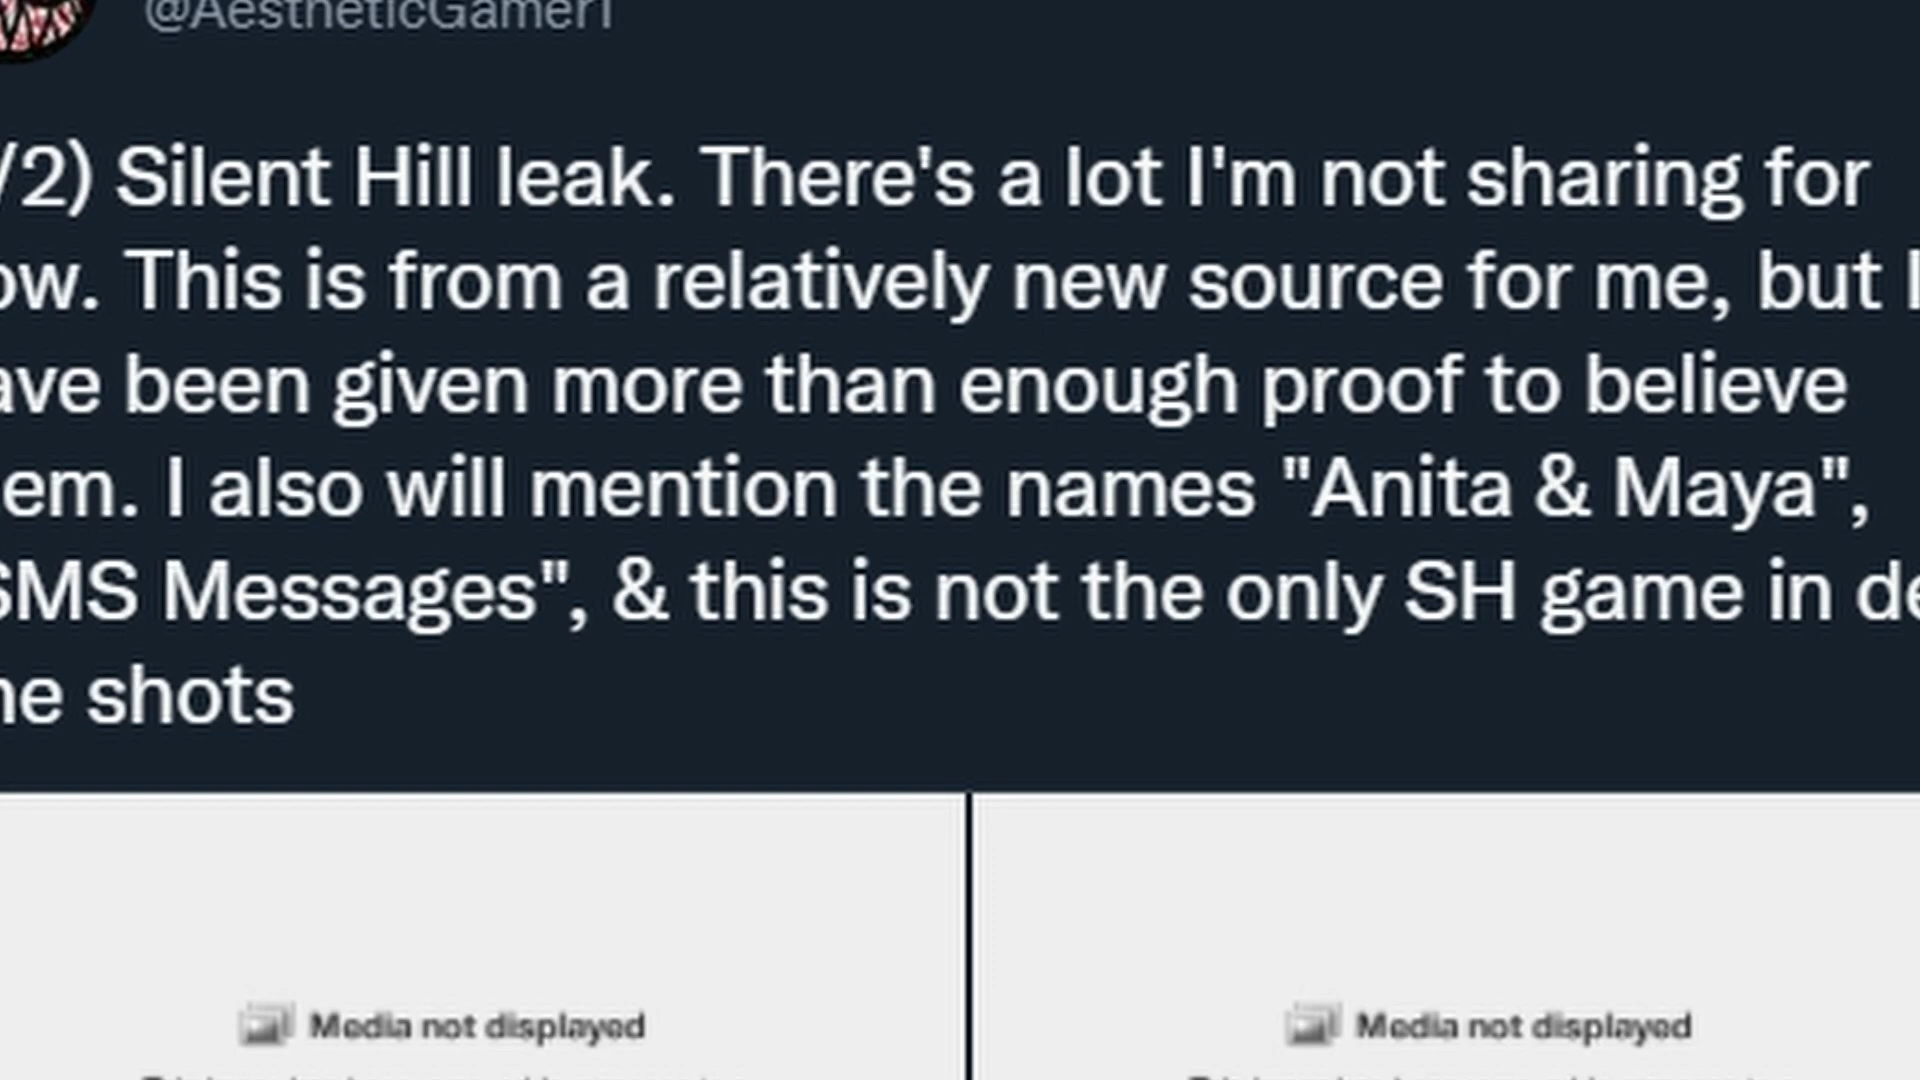 @AestheticGamer1
/2) Silent Hill leak. There's a lot I'm not sharing for
ow. This is from a relatively new source for me, but I
ave been given more than enough proof to believe
em. I also will mention the names "Anita & Maya",
SMS Messages", & this is not the only SH game in de
ne shots
Media not displayed
Media not displayed